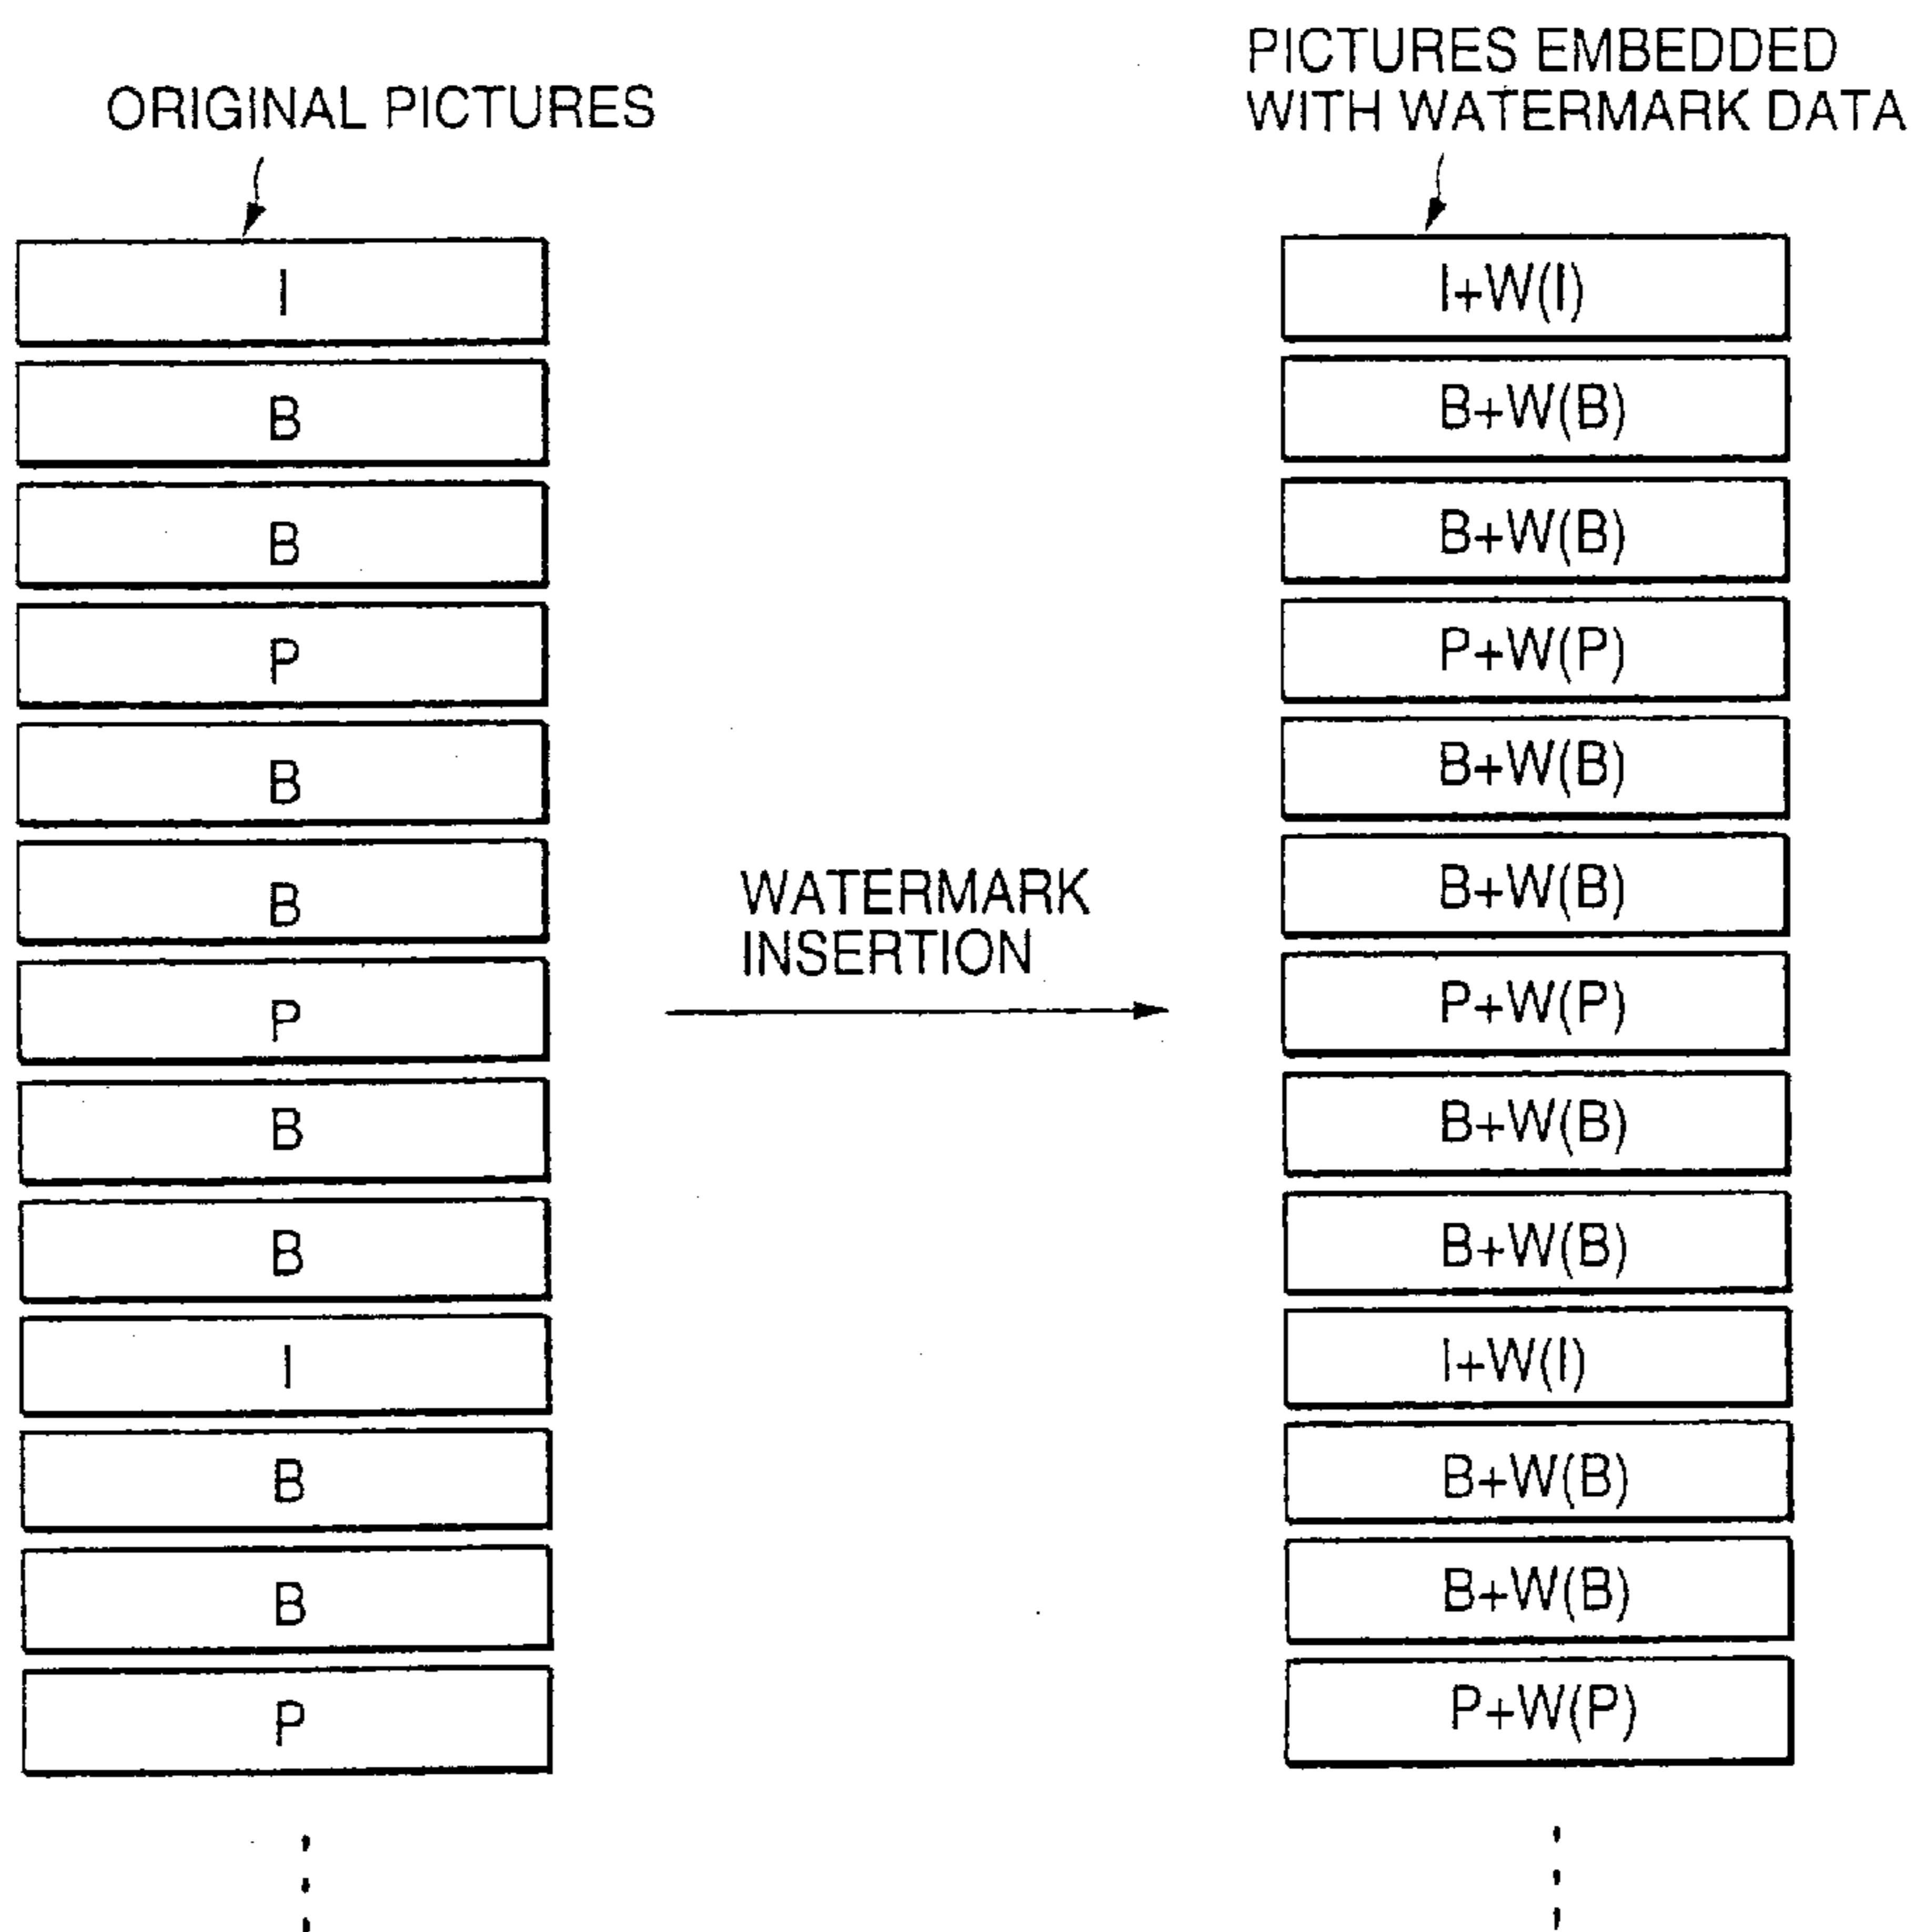 ORIGINAL PICTURES
I
B
B
P
B
B
P
B
B
I
B
B
P
WATERMARK
INSERTION
PICTURES EMBEDDED
WITH WATERMARK DATA
I+W(I)
B+W(B)
B+W(B)
P+W(P)
B+W(B)
B+W(B)
P+W(P)
B+W(B)
B+W(B)
I+W(I)
B+W(B)
B+W(B)
P+W(P)